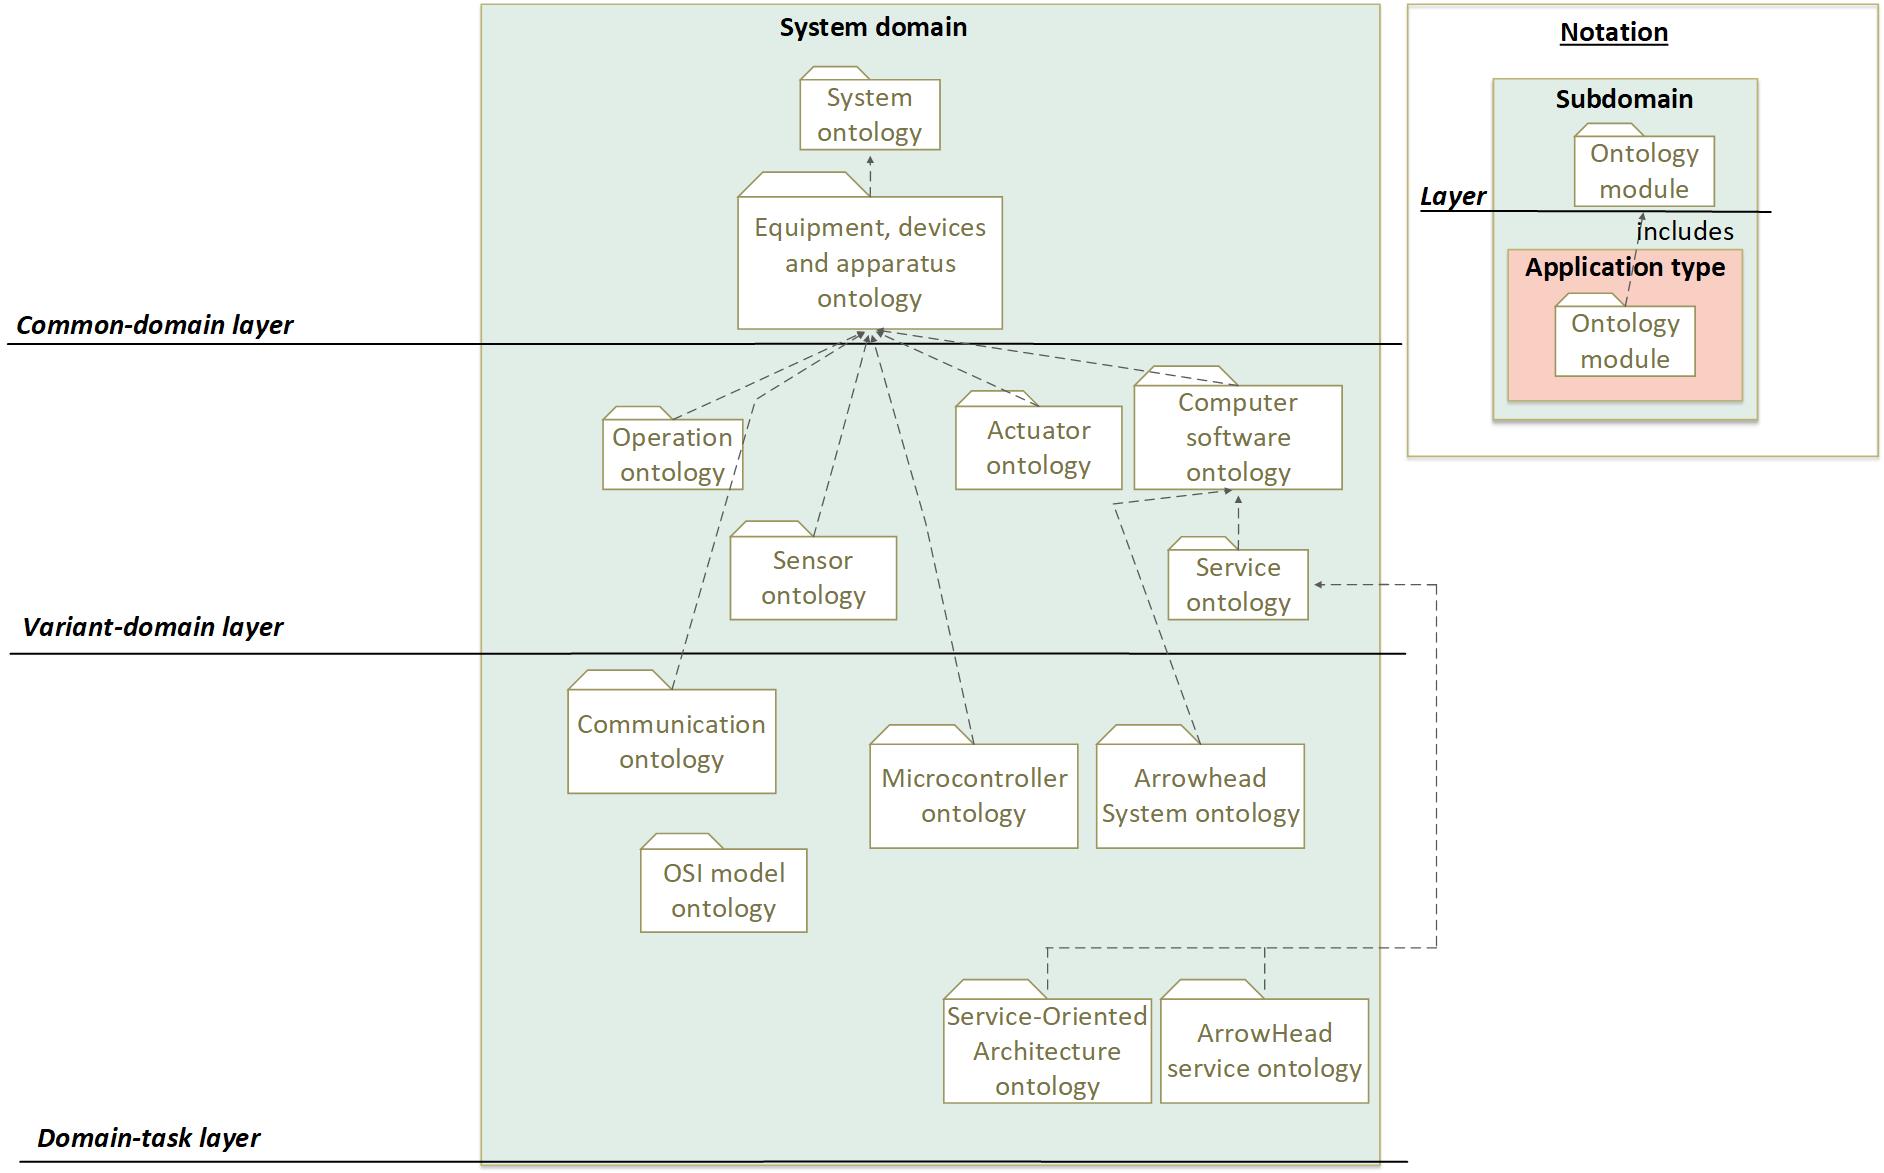 System domain
System
ontology
Equipment, devices
and apparatus
ontology
Common-domain layer
Operation
ontology
Actuator
ontology
Computer
software
ontology
Sensor
ontology
Service
ontology
Variant-domain layer
Communication
ontology
Microcontroller
ontology
Arrowhead
System ontology
OSI model
ontology
Service-Oriented
Architecture
ontology
ArrowHead
service ontology
Domain-task layer
Notation
Subdomain
Ontology
module
Layer
includes
Application type
Ontology
module